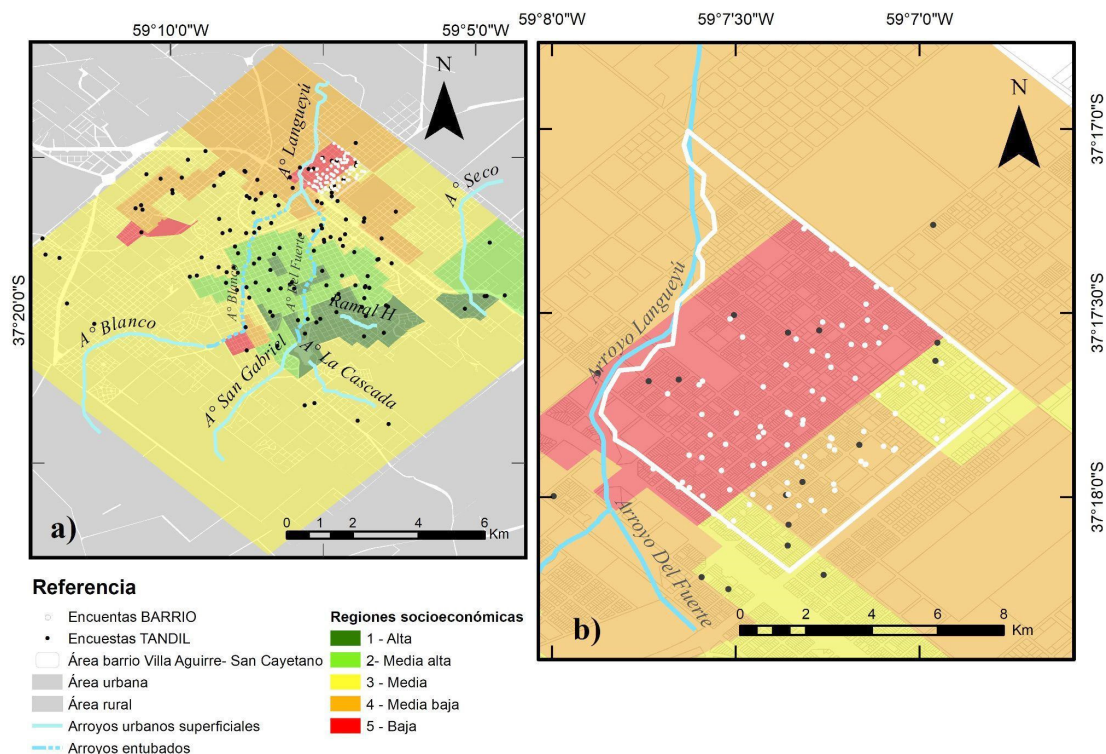 59°10'0"W 59°5'0"W
59°8'0"W 59°7'30"W 59°7'0"W
N
N
A° Langueyú
A° Seco
37°17'0"S
37°20'0"S
A° Blanco
A° Del Fuerte
Ramal H
A° Blanco
A° San Gabriel
A° La Cascada
37°17'30"S
Arroyo Langueyú
37°18'0"S
Arroyo Del Fuerte
a)
0 1 2 4 6
Km
b)
0 2 4 6 8
Km
Referencia
Encuentas BARRIO
Encuestas TANDIL
Área barrio Villa Aguirre- San Cayetano
Área urbana
Área rural
Arroyos urbanos superficiales
Arroyos entubados
Regiones socioeconómicas
1 - Alta
2- Media alta
3 - Media
4 - Media baja
5 - Baja